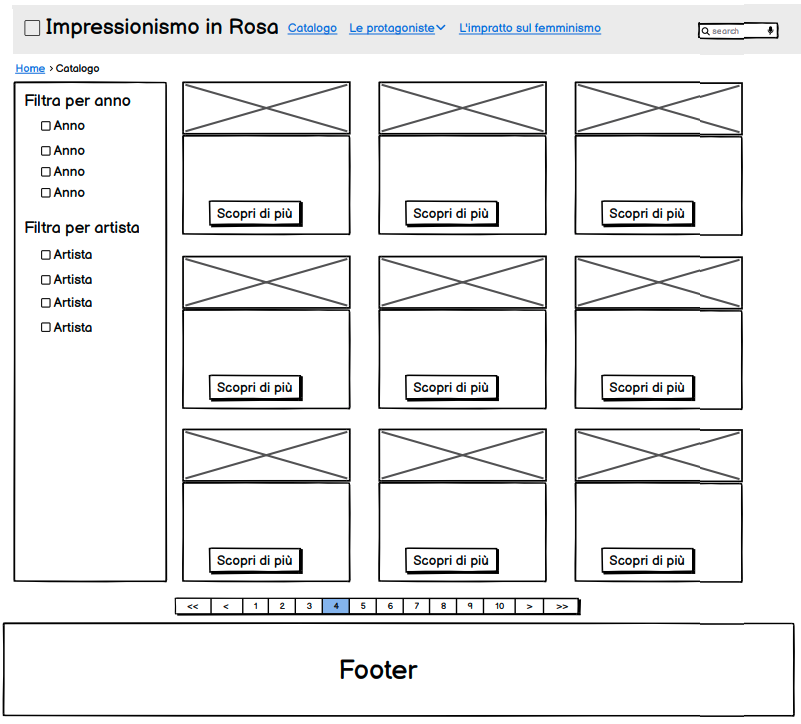 Impressionismo in Rosa Catalogo Le protagoniste L'impratto sul femminismo search
Home > Catalogo
Filtra per anno
Anno
Anno
Anno
Anno
Filtra per artista
Artista
Artista
Artista
Artista
Scopri di più Scopri di più Scopri di più
Scopri di più Scopri di più Scopri di più
Scopri di più Scopri di più Scopri di più
<< < 1 2 3 4 5 6 7 8 9 10 > >>
Footer